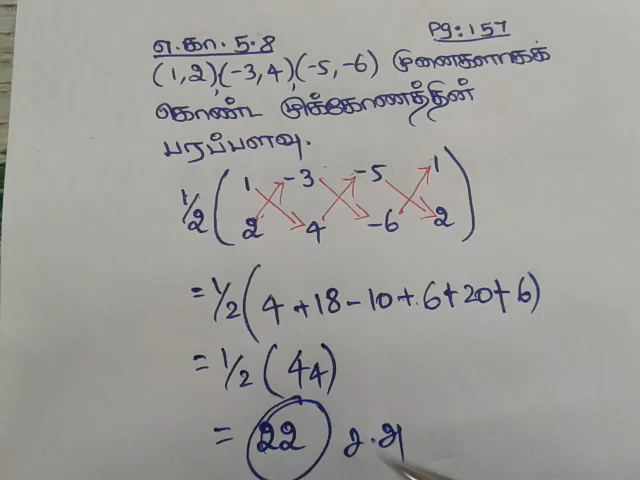 எ.கா. 5.8 Pg: 157
(1,2)(-3,4)(-5,-6) முனைகளாகக்
கொண்ட முக்கோணத்தின்
பரப்பளவு.
1/2 ( 1 -3 -5 1
2 4 -6 2 )
= 1/2 (4+18-10+6+20+6)
= 1/2 (44)
= 22 ச.அ